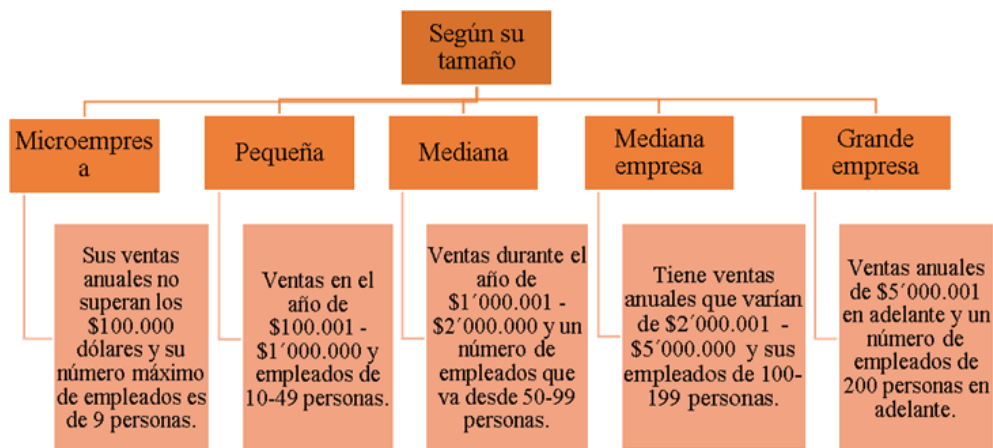 Según su
tamaño
Microempres
a
Pequeña
Mediana
Mediana
empresa
Grande
empresa
Sus ventas
anuales no
superan los
$100.000
dólares y su
número máximo
de empleados es
de 9 personas.
Ventas en el
año de
$100.001 -
$1´000.000 y
empleados de
10-49 personas.
Ventas durante el
año de
$1´000.001 -
$2´000.000 y un
número de
empleados que
va desde 50-99
personas.
Tiene ventas
anuales que varían
de $2´000.001 -
$5´000.000 y sus
empleados de 100-
199 personas.
Ventas anuales
de $5´000.001
en adelante y un
número de
empleados de
200 personas en
adelante.